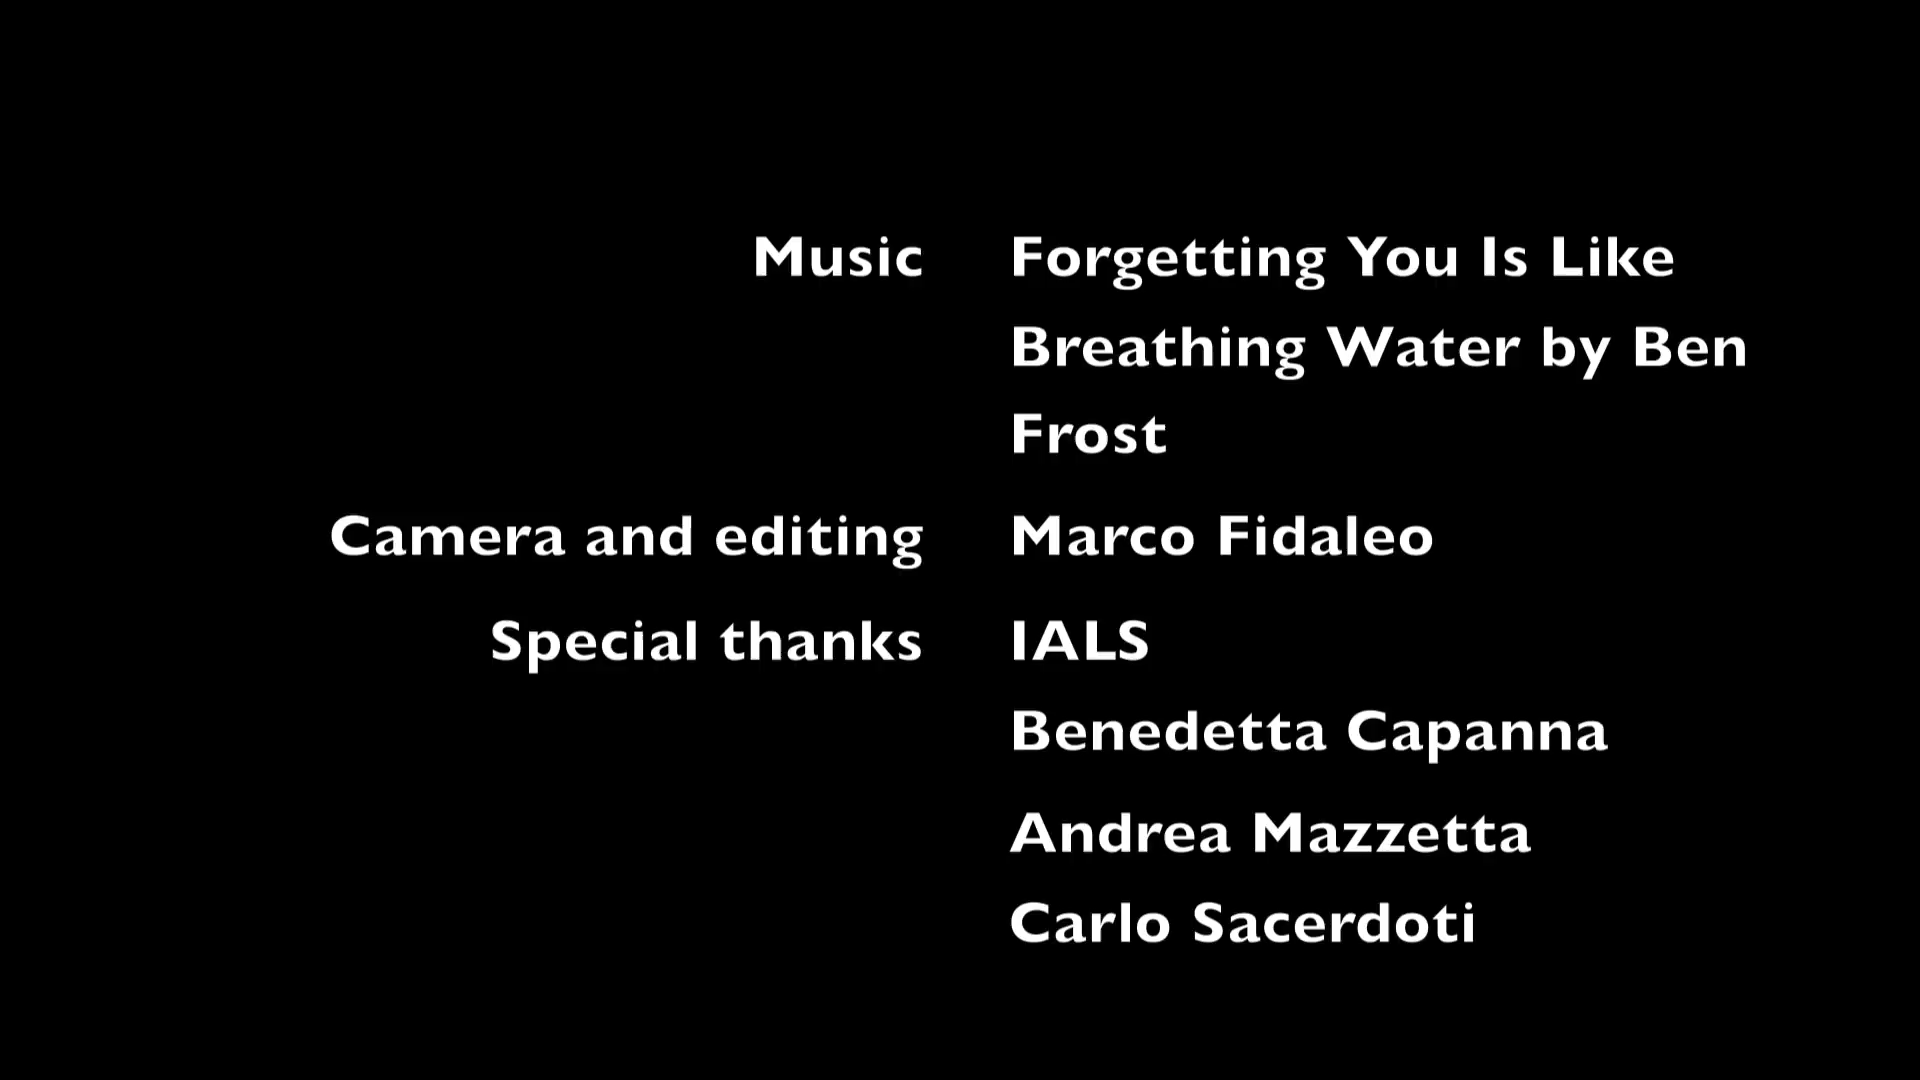 Music Forgetting You Is Like
Breathing Water by Ben
Frost
Camera and editing Marco Fidaleo
Special thanks IALS
Benedetta Capanna
Andrea Mazzetta
Carlo Sacerdoti